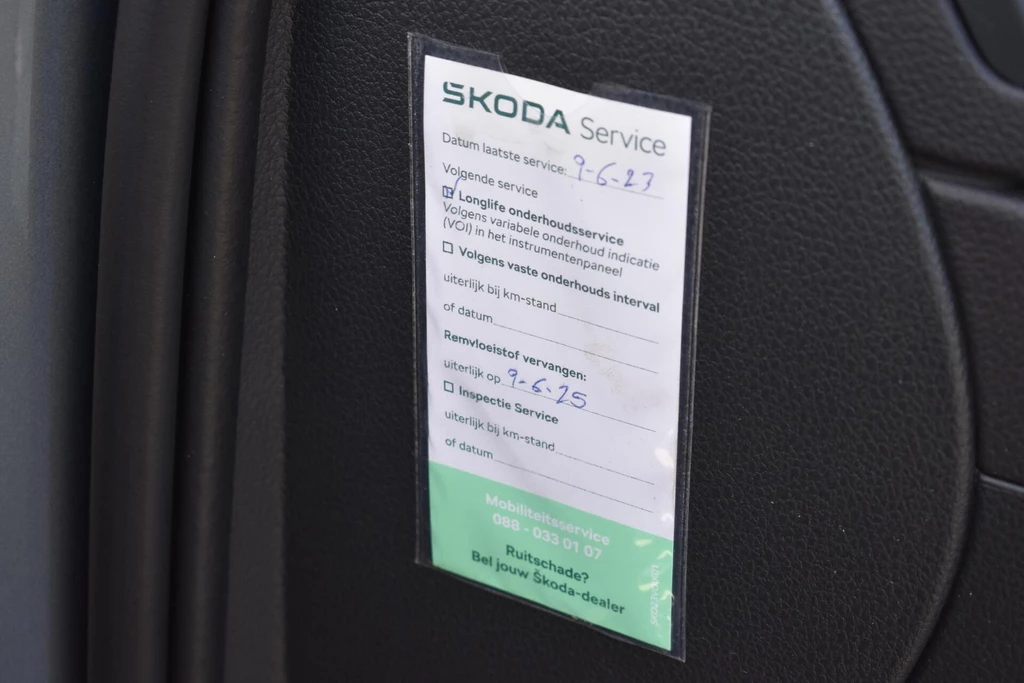 ŠKODA Service
Datum laatste service: 9-6-23
Volgende service
Longlife onderhoudsservice
Volgens variabele onderhoud indicatie
(VOI) in het instrumentenpaneel
Volgens vaste onderhouds interval
uiterlijk bij km-stand
of datum
Remvloeistof vervangen:
uiterlijk op 9-6-25
Inspectie Service
uiterlijk bij km-stand
of datum
Mobiliteitsservice
088 - 033 01 07
Ruitschade?
Bel jouw Škoda-dealer